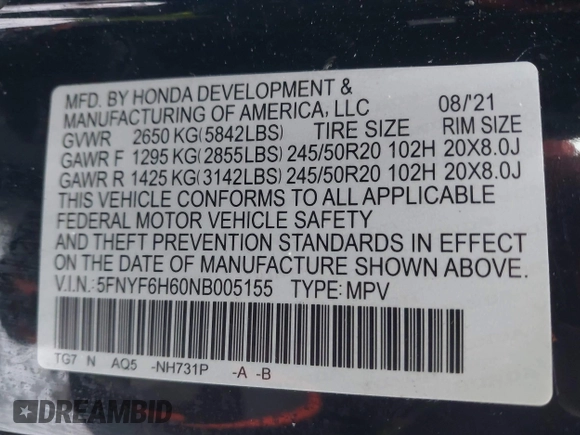 MFD. BY HONDA DEVELOPMENT &
MANUFACTURING OF AMERICA, LLC 08/'21
GVWR 2650 KG(5842LBS) TIRE SIZE RIM SIZE
GAWR F 1295 KG(2855LBS) 245/50R20 102H 20X8.0J
GAWR R 1425 KG(3142LBS) 245/50R20 102H 20X8.0J
THIS VEHICLE CONFORMS TO ALL APPLICABLE
FEDERAL MOTOR VEHICLE SAFETY
AND THEFT PREVENTION STANDARDS IN EFFECT
ON THE DATE OF MANUFACTURE SHOWN ABOVE.
V.I.N.:5FNYF6H60NB005155 TYPE:MPV
TG7 N AQ5 -NH731P -A -B
DREAMBID